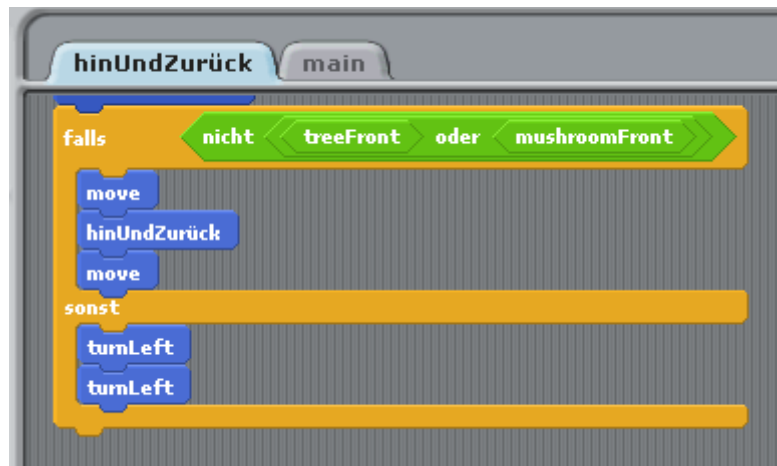 hinUndZurück main
falls nicht treeFront oder mushroomFront
move
hinUndZurück
move
sonst
turnLeft
turnLeft